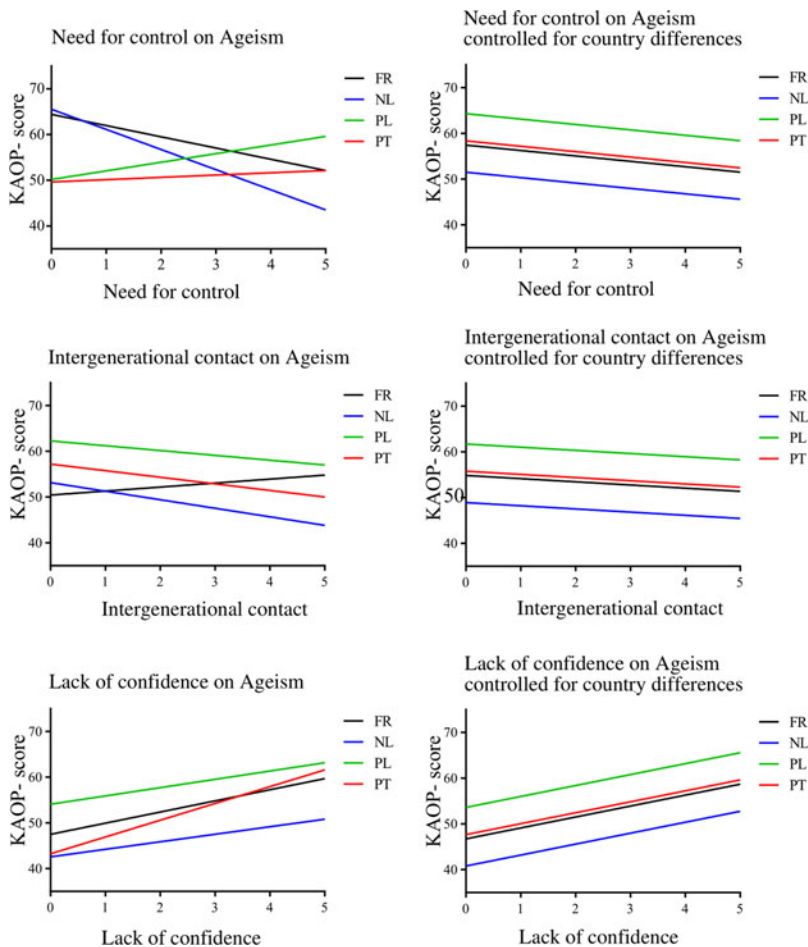 Need for control on Ageism
KAOP- score
70
60
50
40
0 1 2 3 4 5
Need for control
FR
NL
PL
PT
Need for control on Ageism
controlled for country differences
KAOP- score
70
60
50
40
0 1 2 3 4 5
Need for control
FR
NL
PL
PT
Intergenerational contact on Ageism
KAOP- score
70
60
50
40
0 1 2 3 4 5
Intergenerational contact
FR
NL
PL
PT
Intergenerational contact on Ageism
controlled for country differences
KAOP- score
70
60
50
40
0 1 2 3 4 5
Intergenerational contact
FR
NL
PL
PT
Lack of confidence on Ageism
KAOP- score
70
60
50
40
0 1 2 3 4 5
Lack of confidence
FR
NL
PL
PT
Lack of confidence on Ageism
controlled for country differences
KAOP- score
70
60
50
40
0 1 2 3 4 5
Lack of confidence
FR
NL
PL
PT